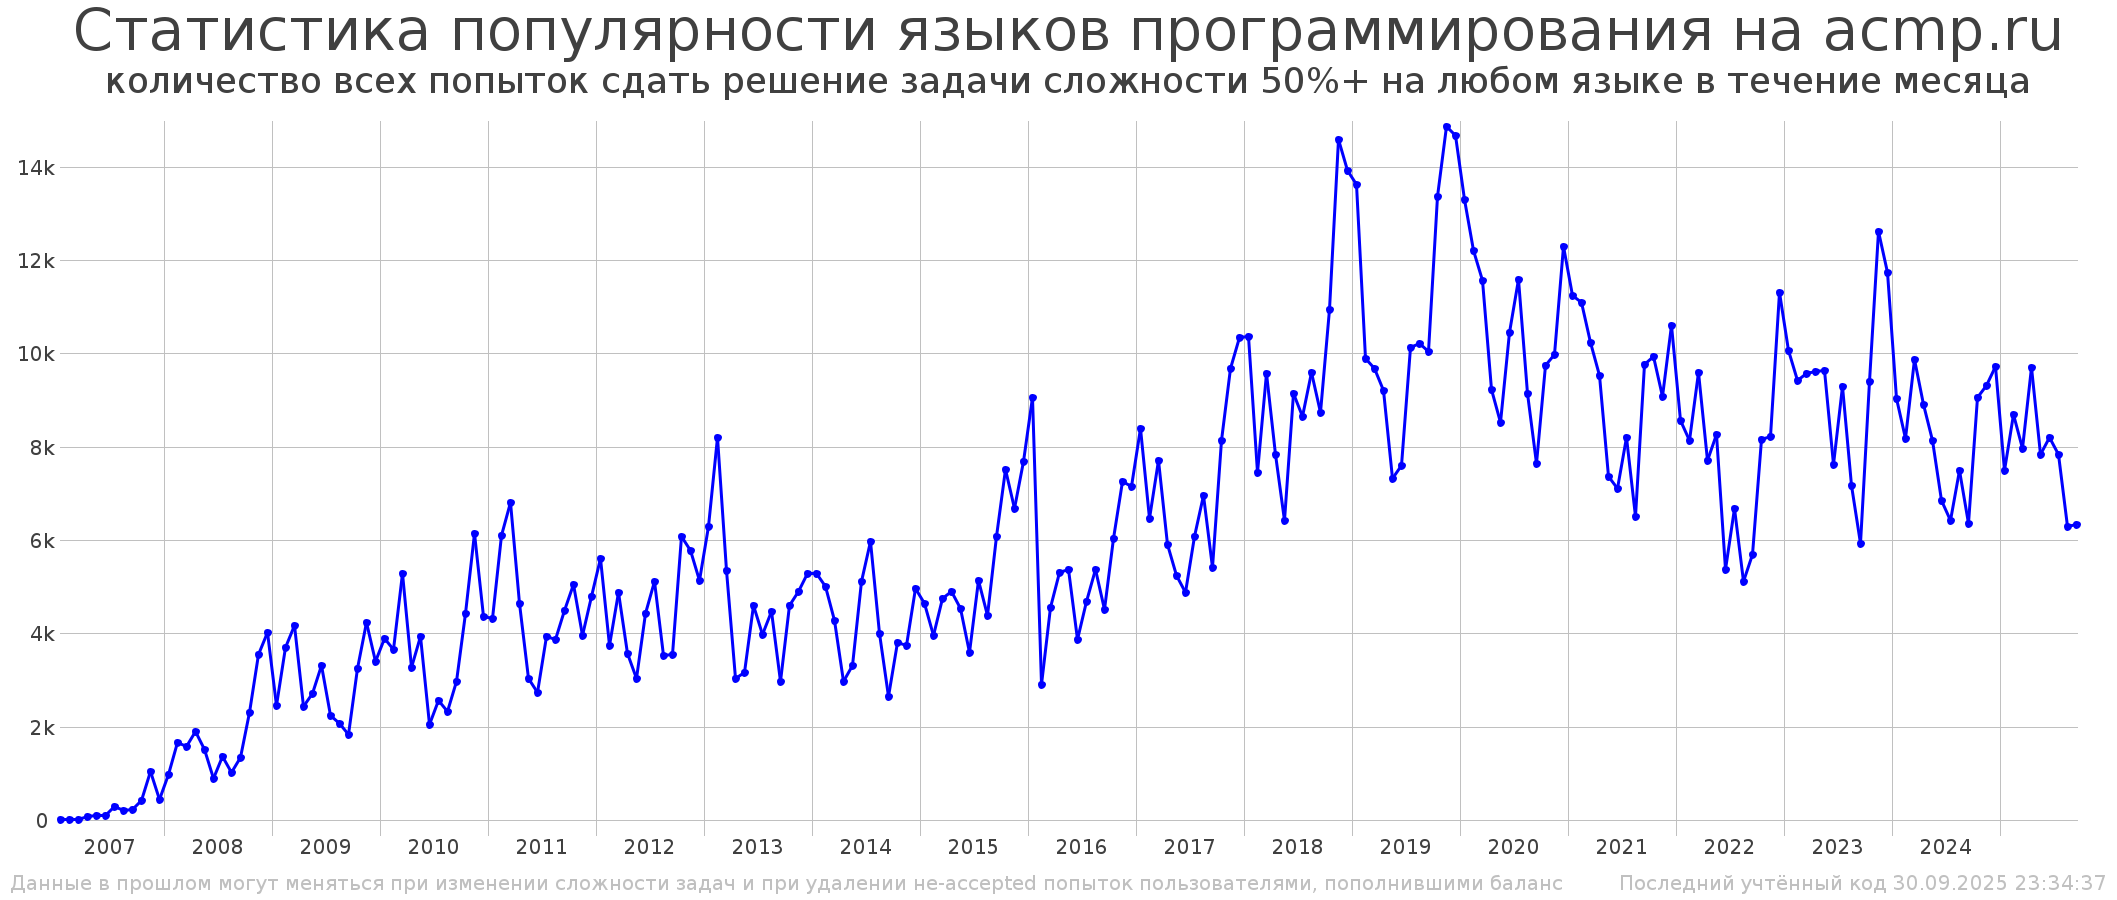 Статистика популярности языков программирования на acmp.ru
количество всех попыток сдать решение задачи сложности 50%+ на любом языке в течение месяца
14k
12k
10k
8k
6k
4k
2k
0
2007 2008 2009 2010 2011 2012 2013 2014 2015 2016 2017 2018 2019 2020 2021 2022 2023 2024
Данные в прошлом могут меняться при изменении сложности задач и при удалении не-accepted попыток пользователями, пополнившими баланс
Последний учтённый код 30.09.2025 23:34:37